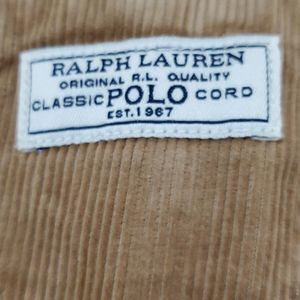 RALPH LAUREN
ORIGINAL R.L. QUALITY
CLASSIC POLO CORD
EST. 1967